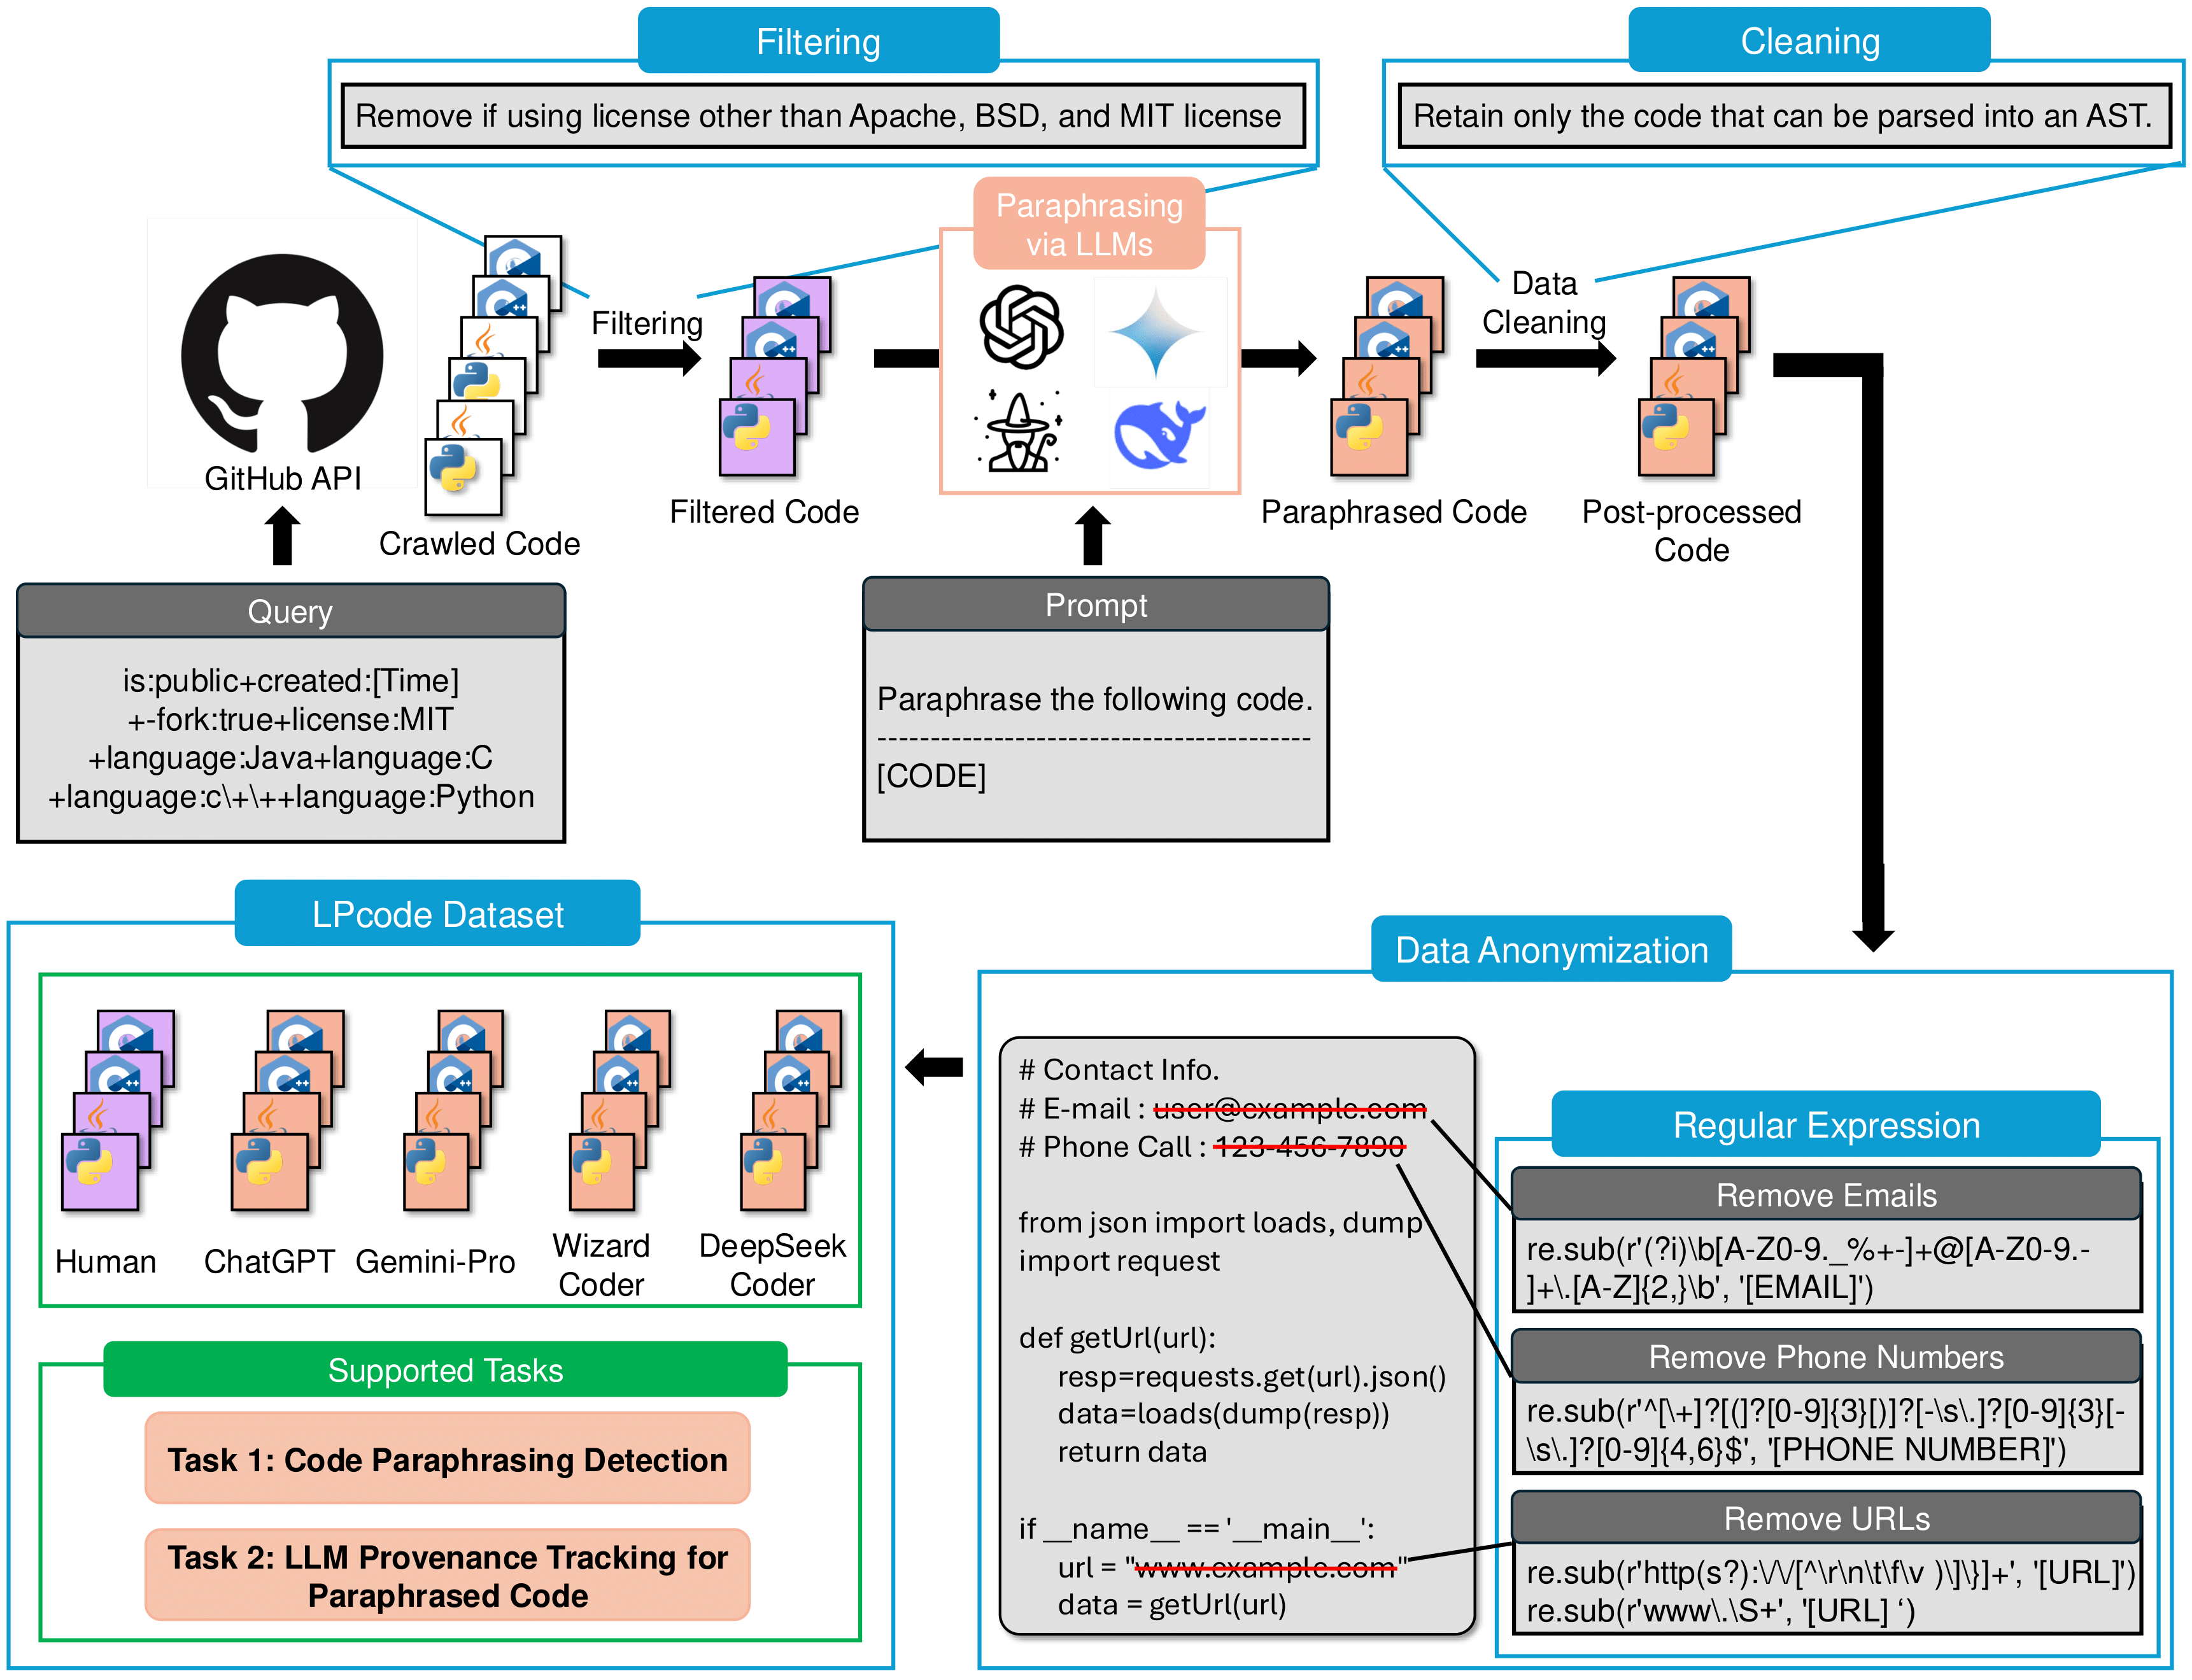 Filtering
Remove if using license other than Apache, BSD, and MIT license
Cleaning
Retain only the code that can be parsed into an AST.
GitHub API
Crawled Code
Filtering
Filtered Code
Paraphrasing
via LLMs
Paraphrased Code
Data
Cleaning
Post-processed
Code
Query
is:public+created:[Time]
+-fork:true+license:MIT
+language:Java+language:C
+language:c\+\++language:Python
Prompt
Paraphrase the following code.
----------------------------------------
[CODE]
LPcode Dataset
Human
ChatGPT
Gemini-Pro
Wizard
Coder
DeepSeek
Coder
Supported Tasks
Task 1: Code Paraphrasing Detection
Task 2: LLM Provenance Tracking for
Paraphrased Code
Data Anonymization
# Contact Info.
# E-mail : user@example.com
# Phone Call : 123-456-7890
from json import loads, dump
import request
def getUrl(url):
resp=requests.get(url).json()
data=loads(dump(resp))
return data
if __name__ == '__main__':
url = "www.example.com"
data = getUrl(url)
Regular Expression
Remove Emails
re.sub(r'(?i)\b[A-Z0-9._%+-]+@[A-Z0-9.-
]+\.[A-Z]{2,}\b', '[EMAIL]')
Remove Phone Numbers
re.sub(r'^[\+]?[(]?[0-9]{3}[)]?[-\s\.]?[0-9]{3}[-
\s\.]?[0-9]{4,6}$', '[PHONE NUMBER]')
Remove URLs
re.sub(r'http(s?):\/\/[^\r\n\t\f\v )\]\}]+', '[URL]')
re.sub(r'www\.\S+', '[URL] ‘)